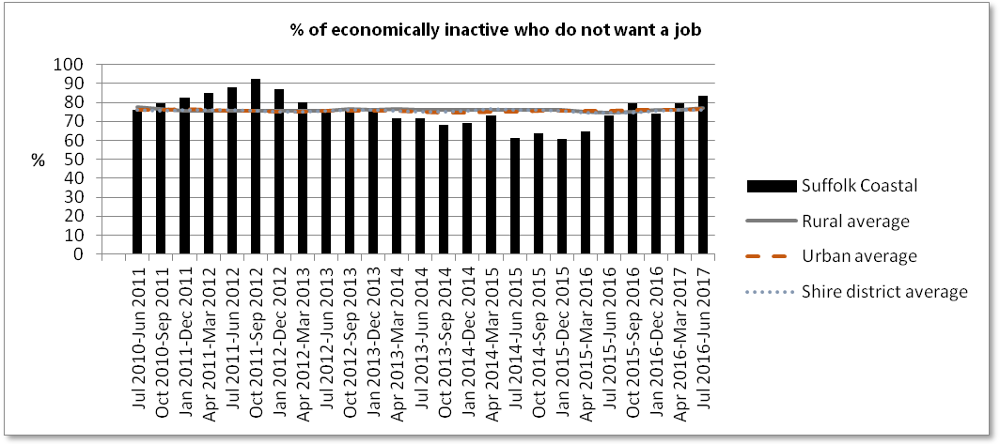 % of economically inactive who do not want a job
100
90
80
70
60
50
40
30
20
10
0
%
Jul 2010-Jun 2011
Oct 2010-Sep 2011
Jan 2011-Dec 2011
Apr 2011-Mar 2012
Jul 2011-Jun 2012
Oct 2011-Sep 2012
Jan 2012-Dec 2012
Apr 2012-Mar 2013
Jul 2012-Jun 2013
Oct 2012-Sep 2013
Jan 2013-Dec 2013
Apr 2013-Mar 2014
Jul 2013-Jun 2014
Oct 2013-Sep 2014
Jan 2014-Dec 2014
Apr 2014-Mar 2015
Jul 2014-Jun 2015
Oct 2014-Sep 2015
Jan 2015-Dec 2015
Apr 2015-Mar 2016
Jul 2015-Jun 2016
Oct 2015-Sep 2016
Jan 2016-Dec 2016
Apr 2016-Mar 2017
Jul 2016-Jun 2017
Suffolk Coastal
Rural average
Urban average
Shire district average